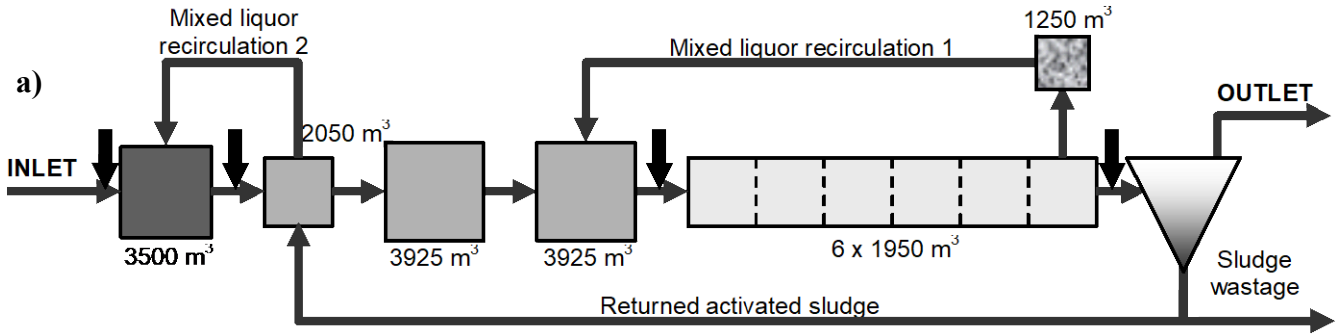 Mixed liquor
recirculation 2
1250 m³
Mixed liquor recirculation 1
a)
OUTLET
2050 m³
INLET
3500 m³
3925 m³
3925 m³
6 x 1950 m³
Sludge
wastage
Returned activated sludge